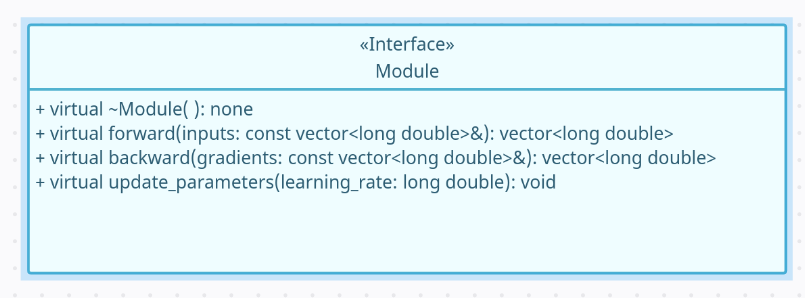 «Interface»
Module
+ virtual ~Module( ): none
+ virtual forward(inputs: const vector<long double>&): vector<long double>
+ virtual backward(gradients: const vector<long double>&): vector<long double>
+ virtual update_parameters(learning_rate: long double): void